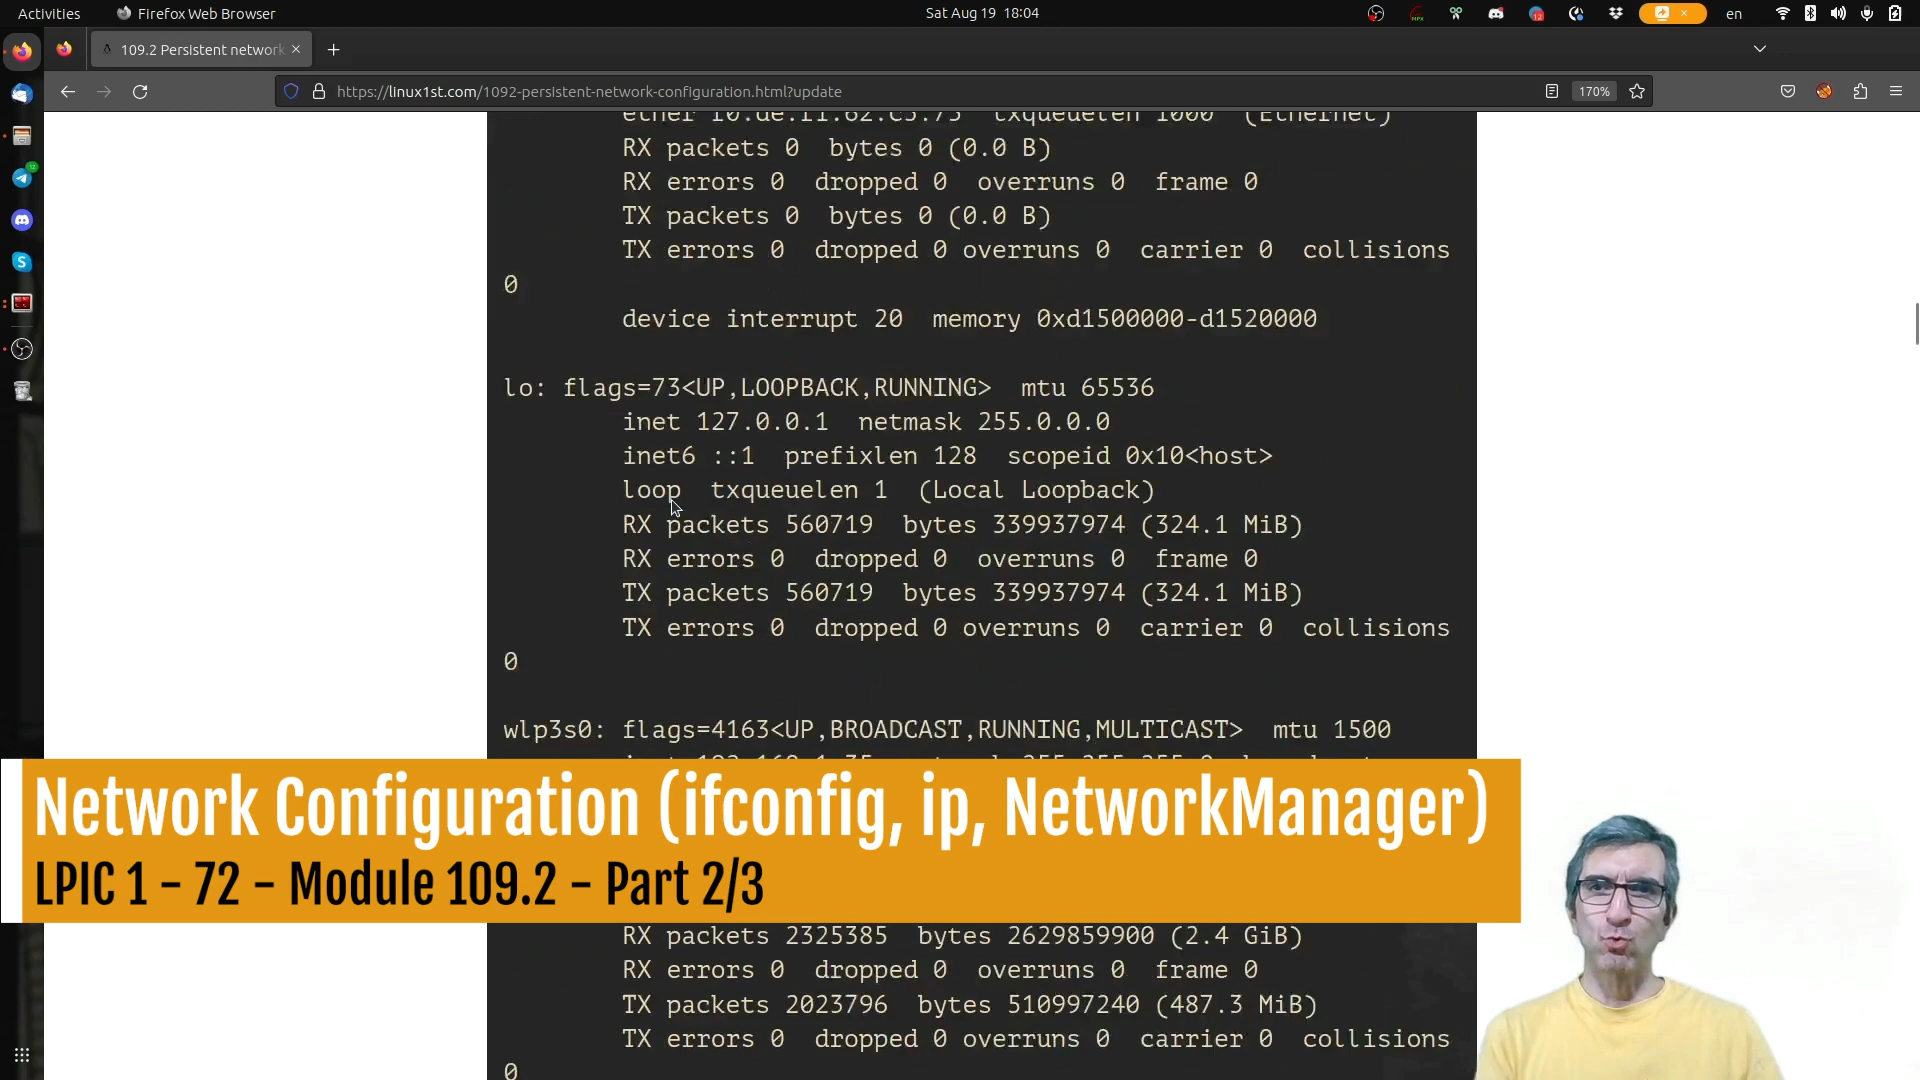 Activities Firefox Web Browser Sat Aug 19 18:04 en
109.2 Persistent network
https://linux1st.com/1092-persistent-network-configuration.html?update 170%
txqueuelen 1000 (Ethernet)
RX packets 0 bytes 0 (0.0 B)
RX errors 0 dropped 0 overruns 0 frame 0
TX packets 0 bytes 0 (0.0 B)
TX errors 0 dropped 0 overruns 0 carrier 0 collisions
0
device interrupt 20 memory 0xd1500000-d1520000
lo: flags=73<UP,LOOPBACK,RUNNING> mtu 65536
inet 127.0.0.1 netmask 255.0.0.0
inet6 ::1 prefixlen 128 scopeid 0x10<host>
loop txqueuelen 1 (Local Loopback)
RX packets 560719 bytes 339937974 (324.1 MiB)
RX errors 0 dropped 0 overruns 0 frame 0
TX packets 560719 bytes 339937974 (324.1 MiB)
TX errors 0 dropped 0 overruns 0 carrier 0 collisions
0
wlp3s0: flags=4163<UP,BROADCAST,RUNNING,MULTICAST> mtu 1500
Network Configuration (ifconfig, ip, NetworkManager)
LPIC 1 - 72 - Module 109.2 - Part 2/3
RX packets 2325385 bytes 2629859900 (2.4 GiB)
RX errors 0 dropped 0 overruns 0 frame 0
TX packets 2023796 bytes 510997240 (487.3 MiB)
TX errors 0 dropped 0 overruns 0 carrier 0 collisions
0